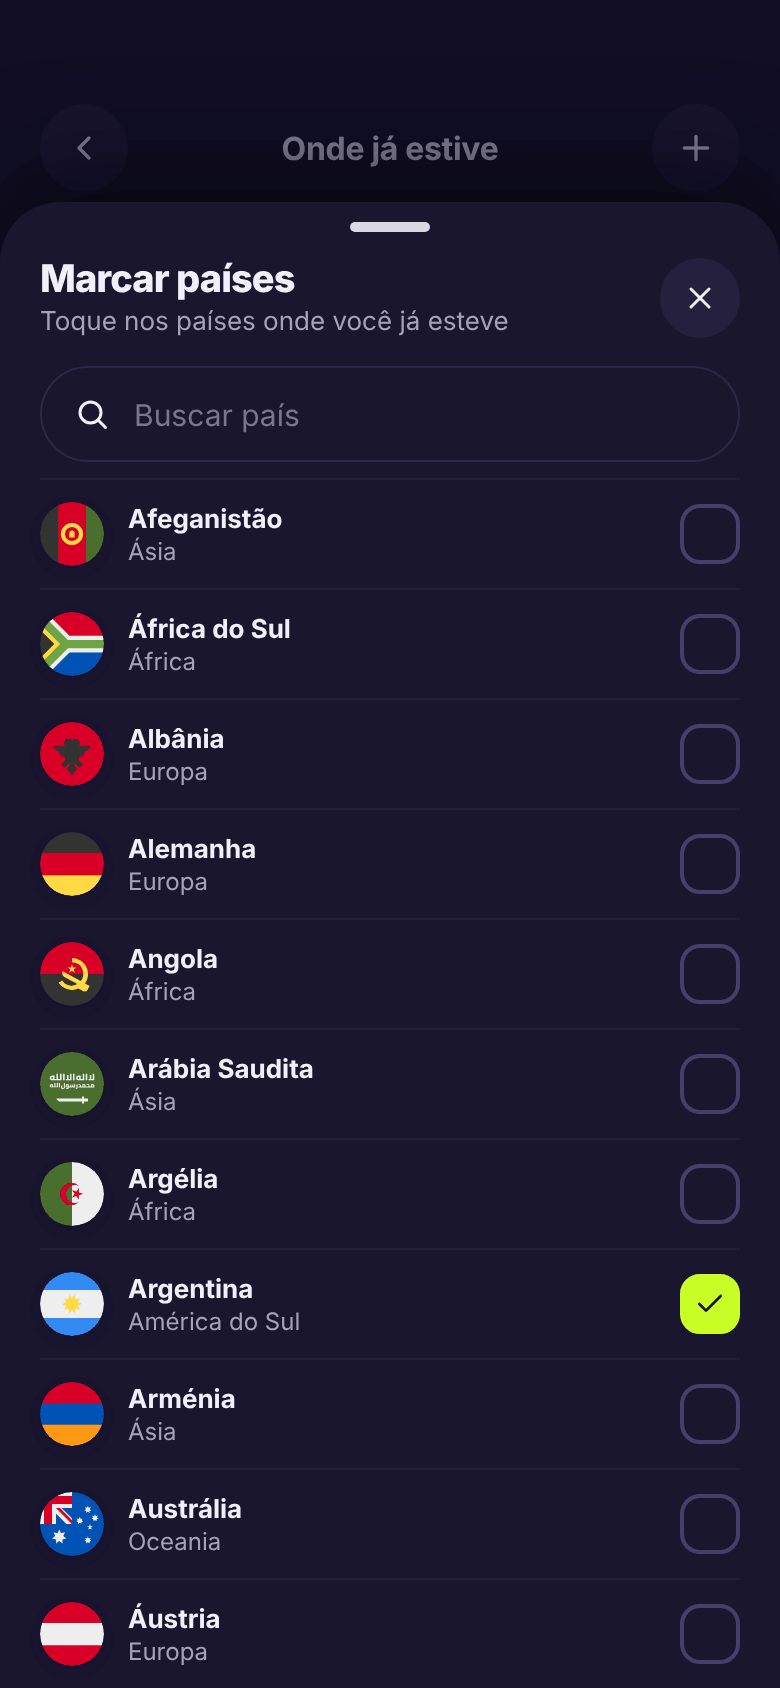 Onde já estive
Marcar países
Toque nos países onde você já esteve
Buscar país
Afeganistão
Ásia
África do Sul
África
Albânia
Europa
Alemanha
Europa
Angola
África
Arábia Saudita
Ásia
Argélia
África
Argentina
América do Sul
Arménia
Ásia
Austrália
Oceania
Áustria
Europa